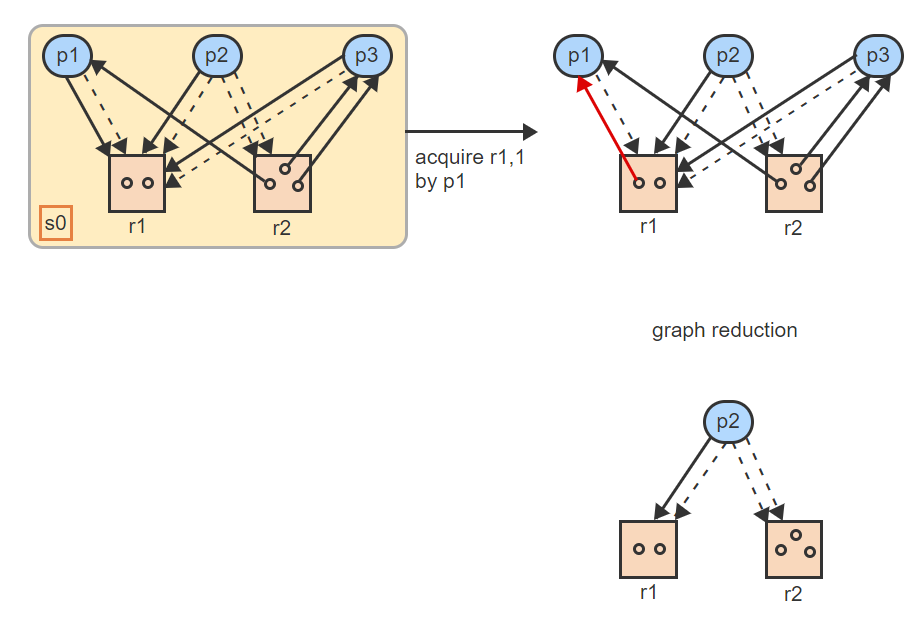 p1 p2 p3
p1 p2 p3
acquire r1,1
by p1
s0
r1 r2
r1 r2
graph reduction
p2
r1 r2